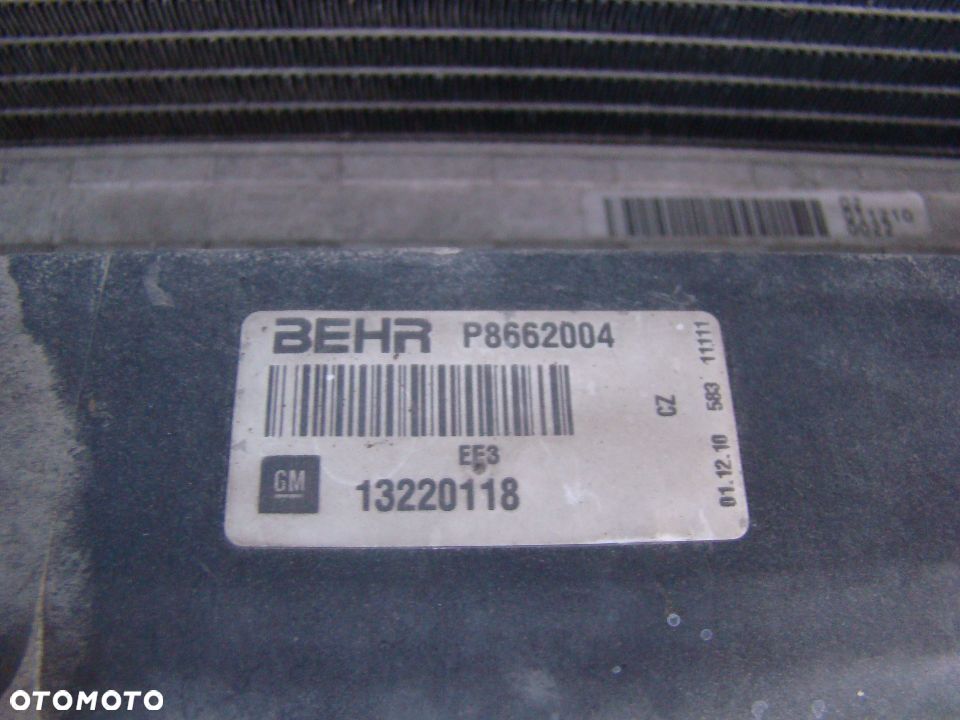 BEHR P8662004
EE3
GM
13220118
CZ
01.12.10 583 11111
OTOMOTO